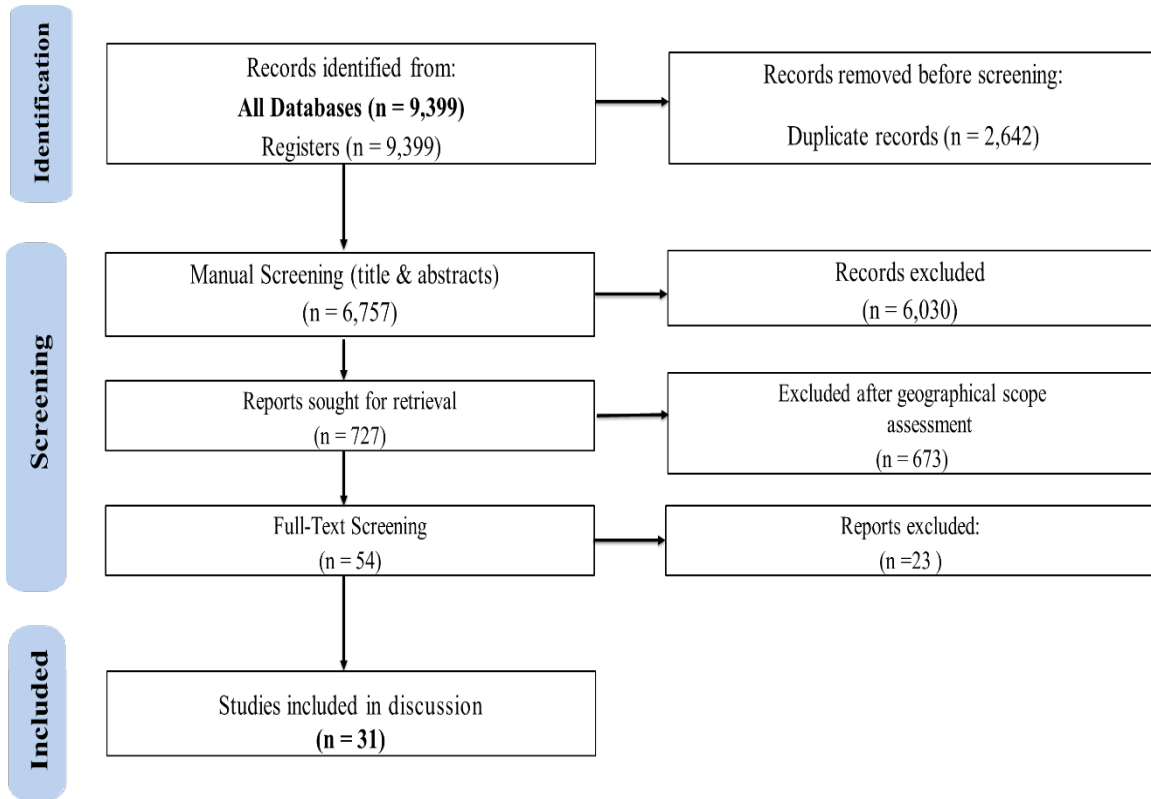 Identification
Records identified from:
All Databases (n = 9,399)
Registers (n = 9,399)
Records removed before screening:
Duplicate records (n = 2,642)
Screening
Manual Screening (title & abstracts)
(n = 6,757)
Records excluded
(n = 6,030)
Reports sought for retrieval
(n = 727)
Excluded after geographical scope
assessment
(n = 673)
Full-Text Screening
(n = 54)
Reports excluded:
(n =23 )
Included
Studies included in discussion
(n = 31)